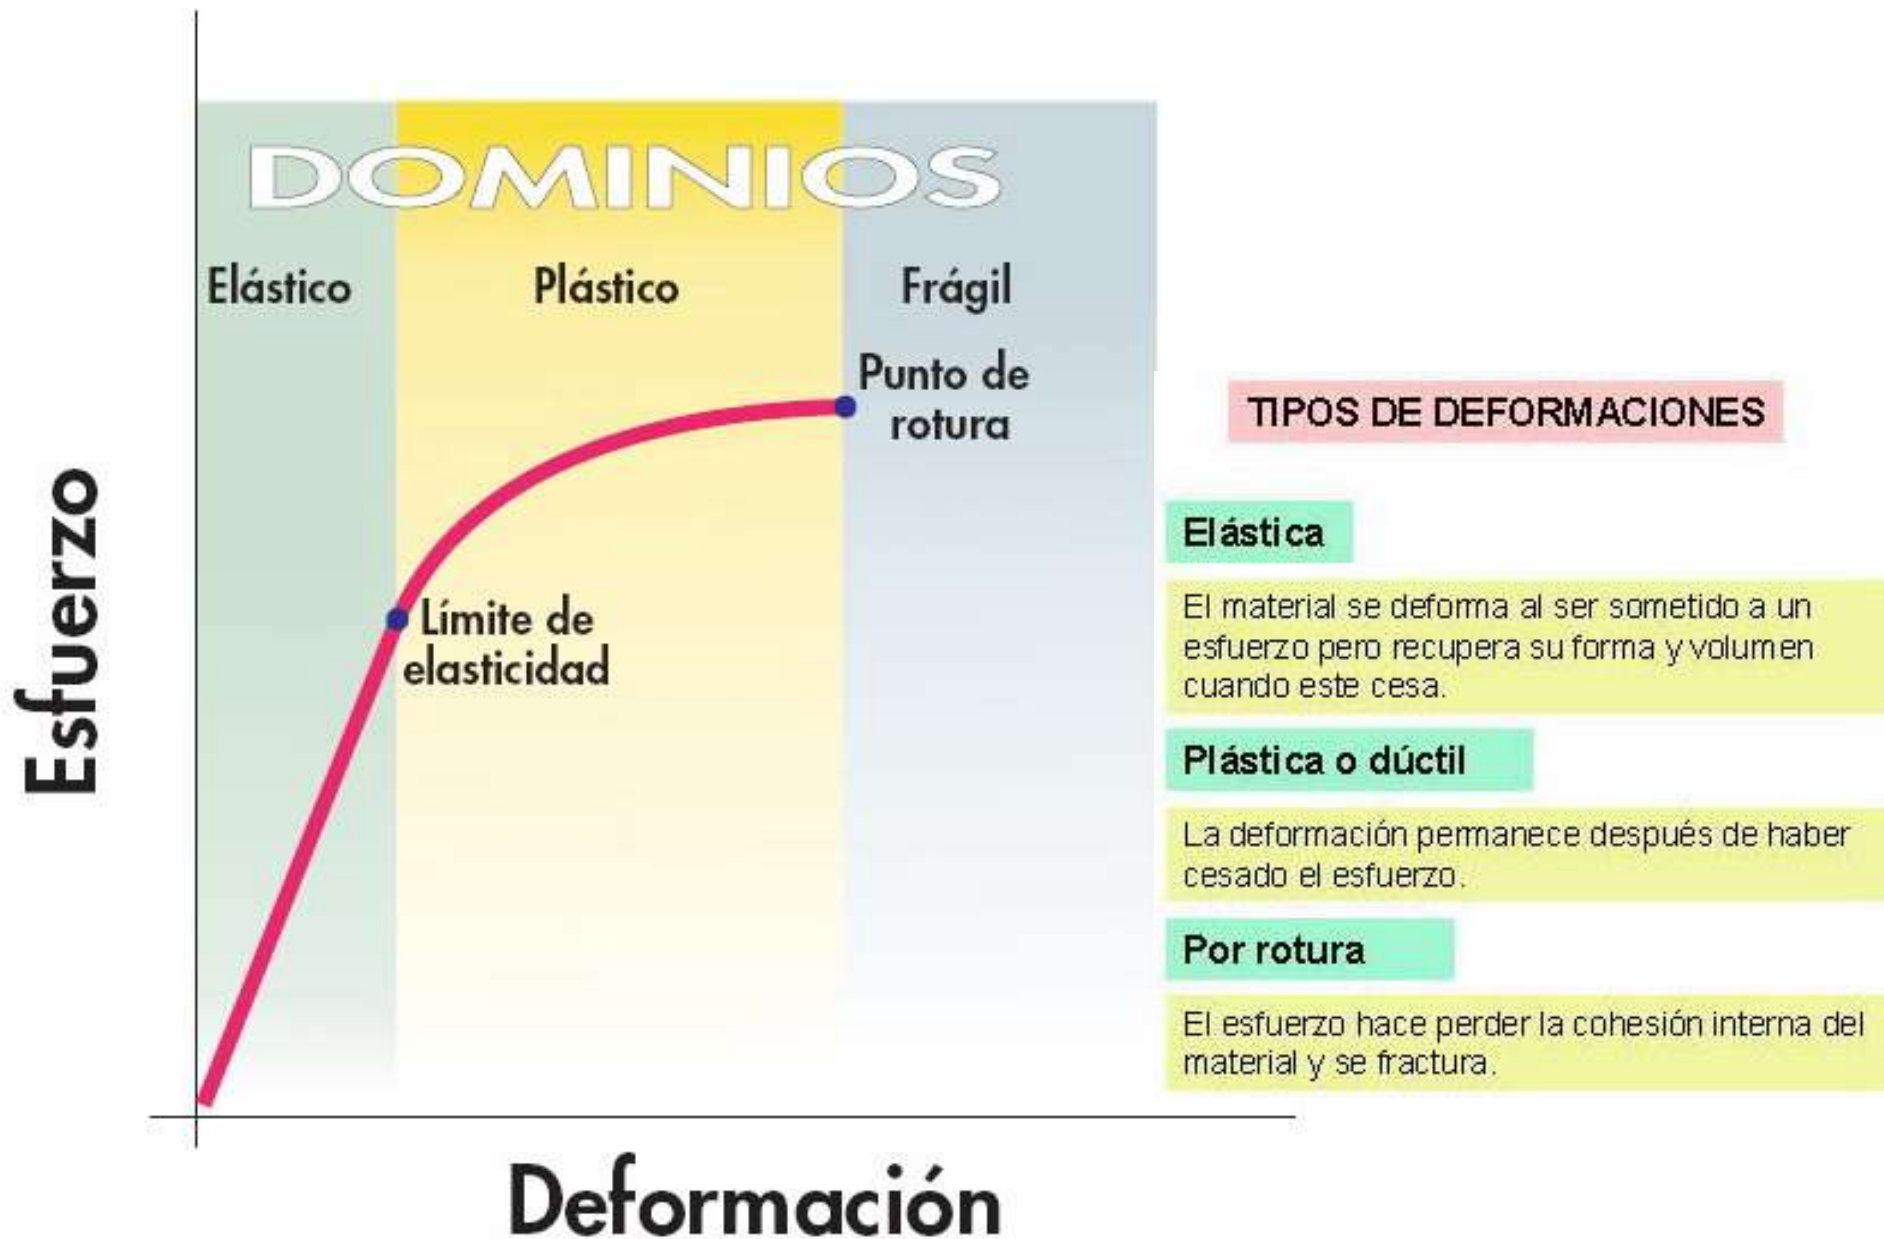 DOMINIOS
Elástico
Plástico
Frágil
Punto de
rotura
Límite de
elasticidad
Esfuerzo
Deformación
TIPOS DE DEFORMACIONES
Elástica
El material se deforma al ser sometido a un
esfuerzo pero recupera su forma y volumen
cuando este cesa.
Plástica o dúctil
La deformación permanece después de haber
cesado el esfuerzo.
Por rotura
El esfuerzo hace perder la cohesión interna del
material y se fractura.